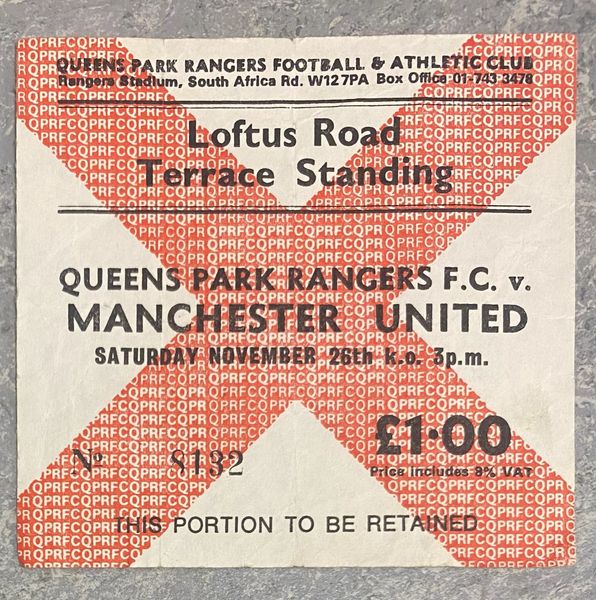 QUEENS PARK RANGERS FOOTBALL & ATHLETIC CLUB
Rangers Stadium, South Africa Rd. W12 7PA Box Office 01-743 3478
Loftus Road
Terrace Standing
QUEENS PARK RANGERS F.C. v.
MANCHESTER UNITED
SATURDAY NOVEMBER 26th k.o. 3p.m.
£1·00
Price includes 8% VAT
No 8132
THIS PORTION TO BE RETAINED